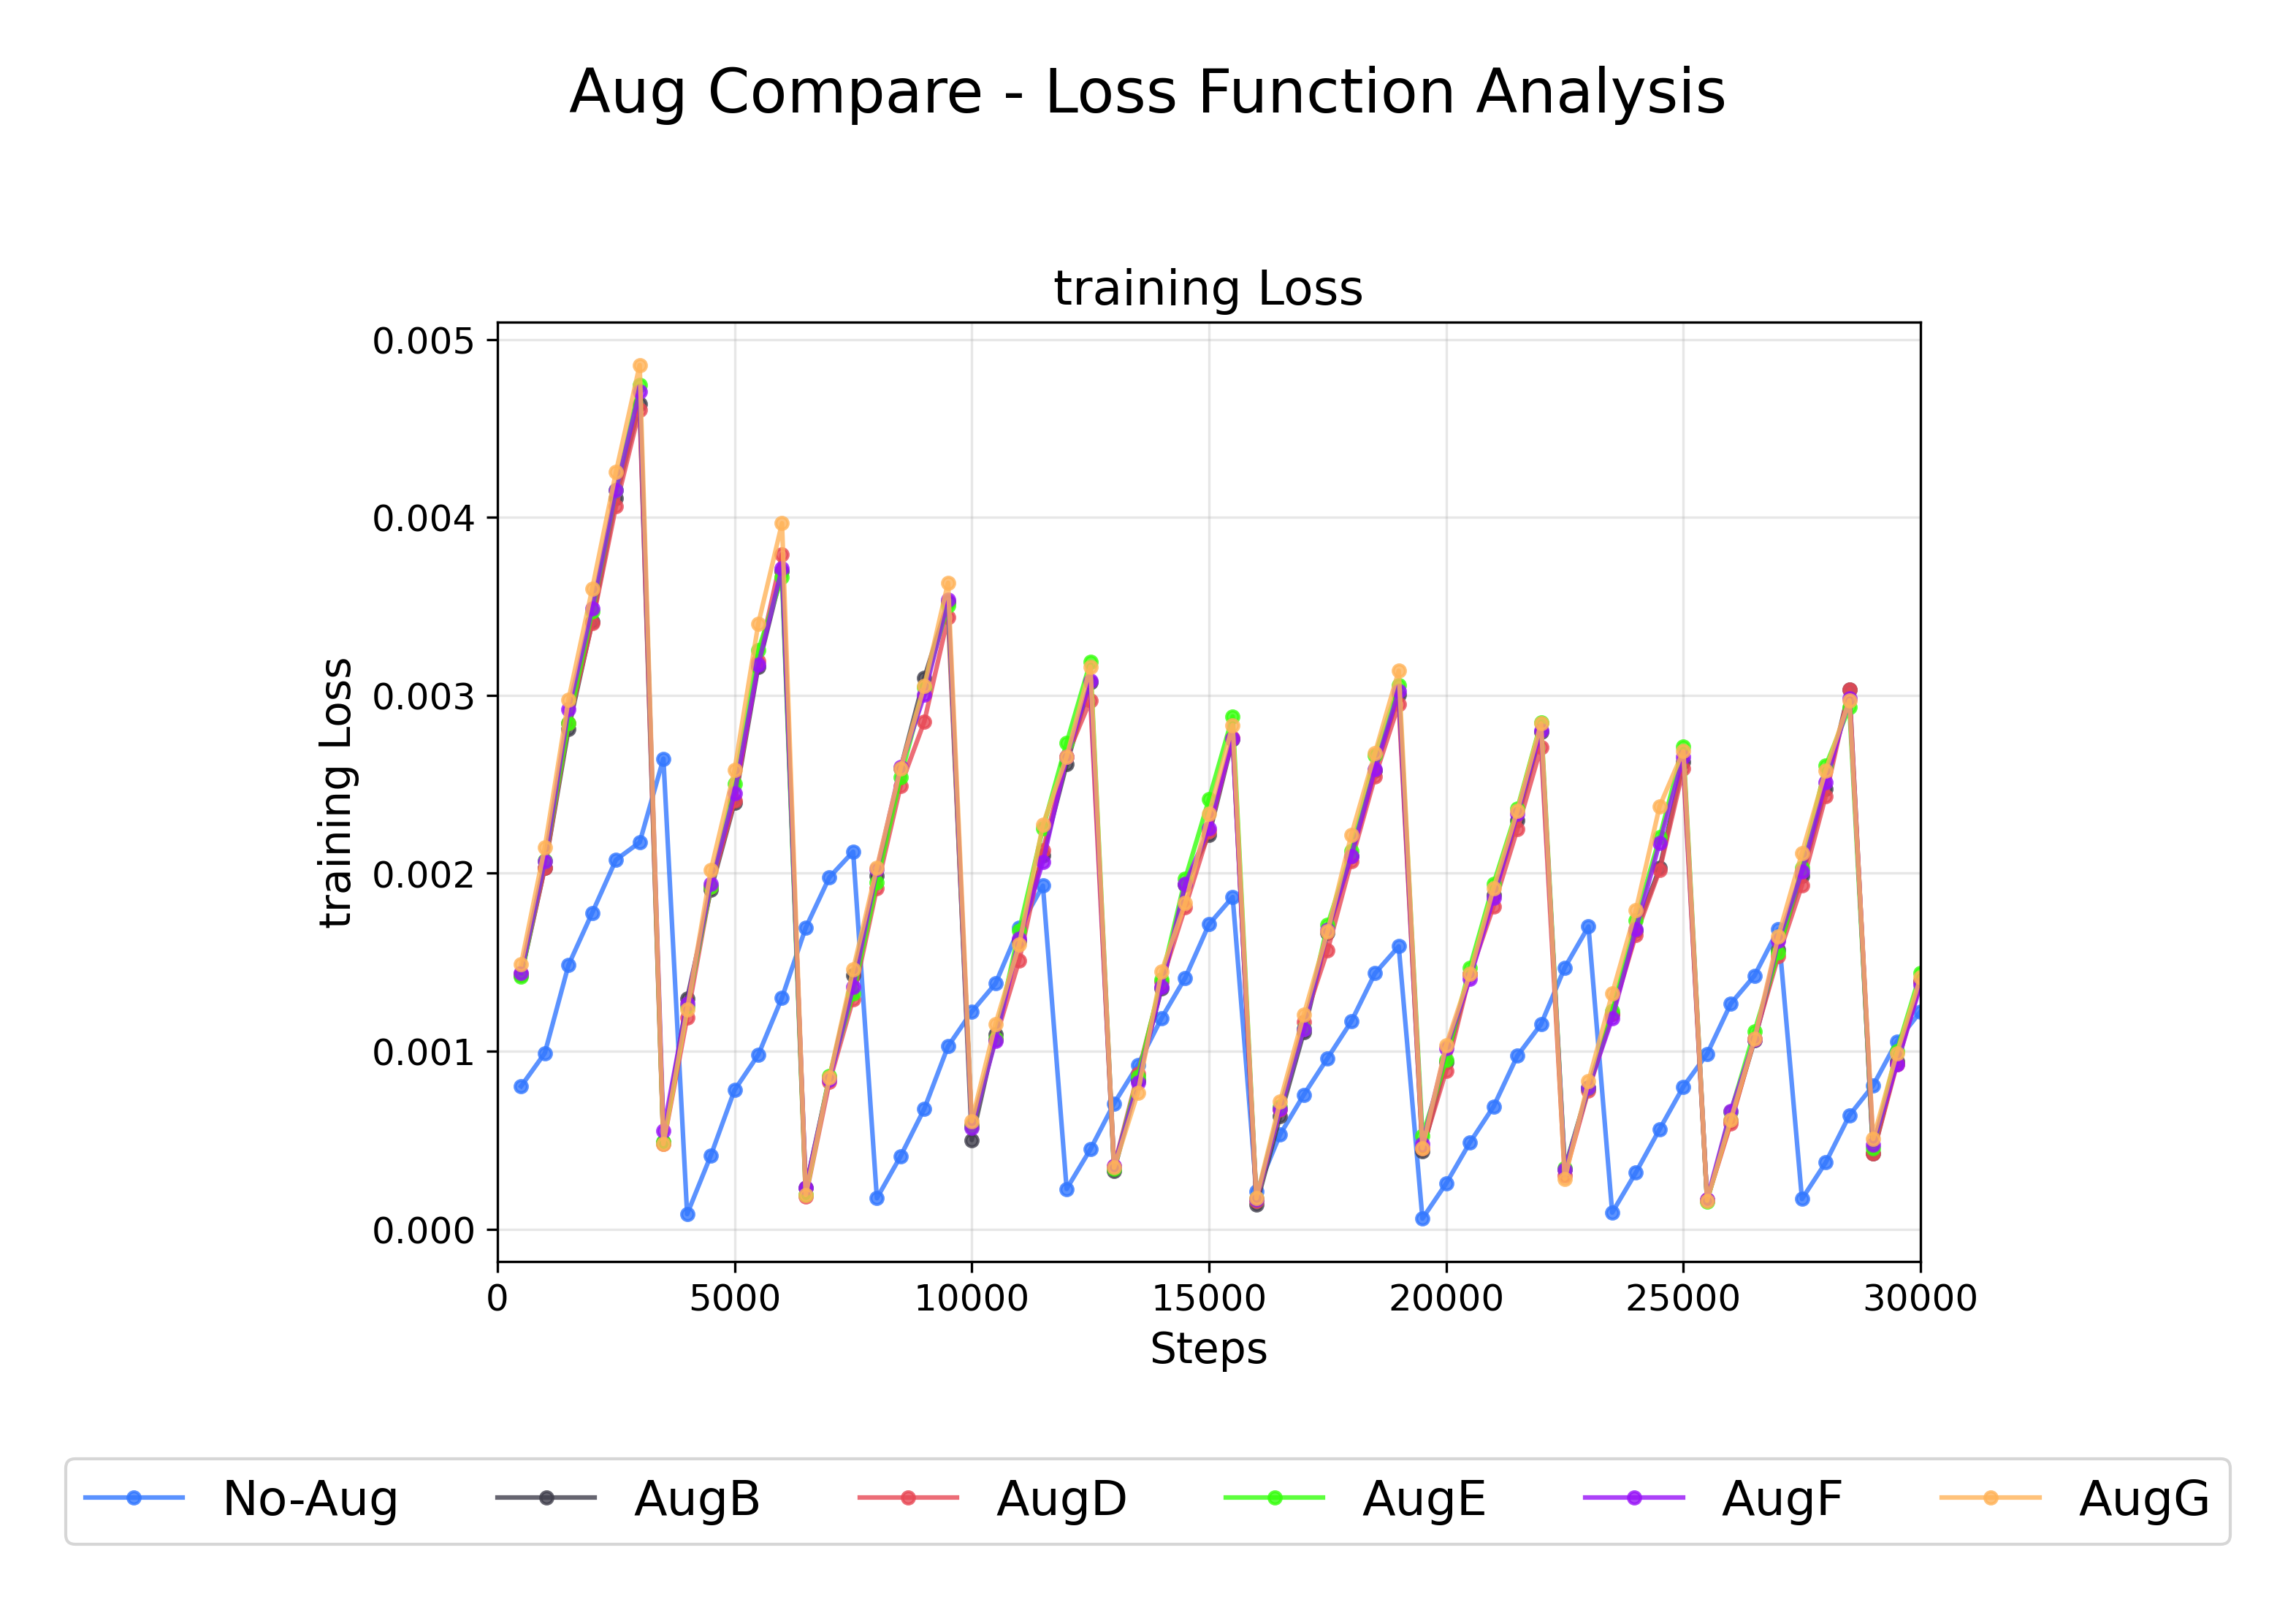 Aug Compare - Loss Function Analysis
training Loss
0.005
0.004
0.003
0.002
0.001
0.000
training Loss
0 5000 10000 15000 20000 25000 30000
Steps
No-Aug AugB AugD AugE AugF AugG